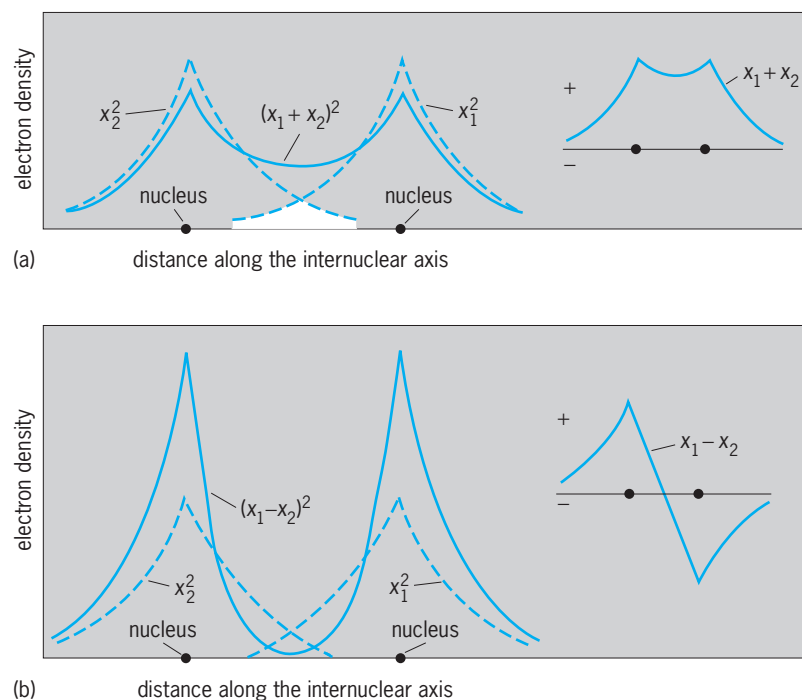 electron density
x₂²
(x₁ + x₂)²
x₁²
+
−
x₁ + x₂
nucleus
nucleus
(a)
distance along the internuclear axis
electron density
(x₁−x₂)²
x₂²
x₁²
+
−
x₁ − x₂
nucleus
nucleus
(b)
distance along the internuclear axis